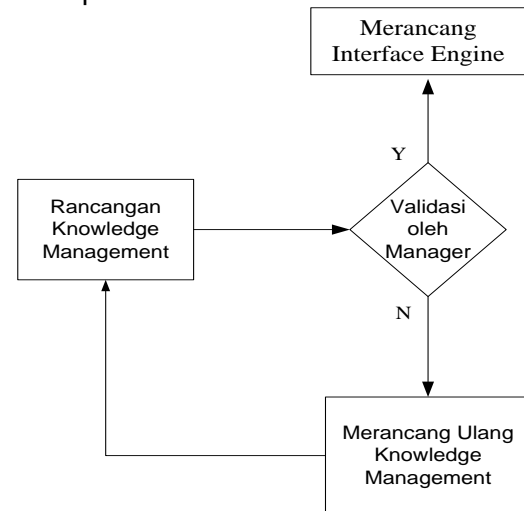 Merancang
Interface Engine
Y
Rancangan
Knowledge
Management
Validasi
oleh
Manager
N
Merancang Ulang
Knowledge
Management